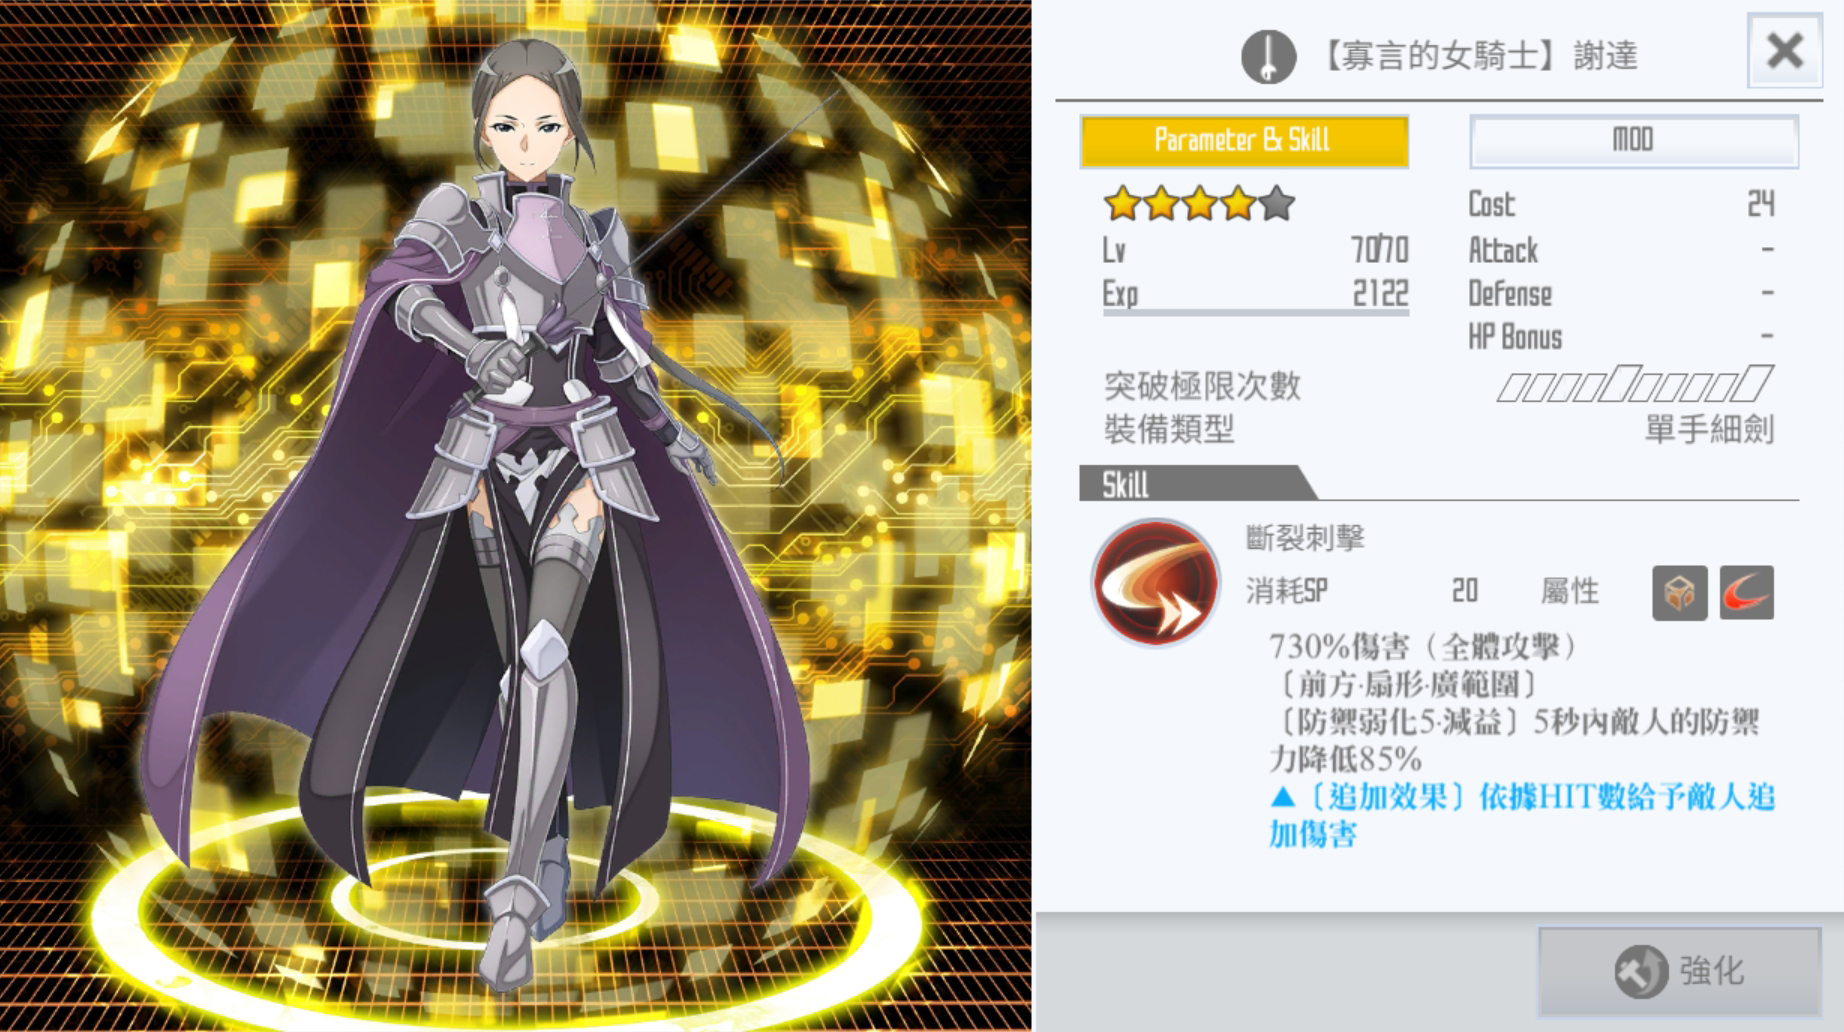 【寡言的女騎士】謝達
Parameter & Skill
MOD
Lv 70/70
Exp 2122
Cost 24
Attack -
Defense -
HP Bonus -
突破極限次數
裝備類型 單手細劍
Skill
斷裂刺擊
消耗SP 20 屬性
730%傷害（全體攻擊）
〔前方·扇形·廣範圍〕
〔防禦弱化5·減益〕5秒內敵人的防禦
力降低85%
▲〔追加效果〕依據HIT數給予敵人追
加傷害
強化